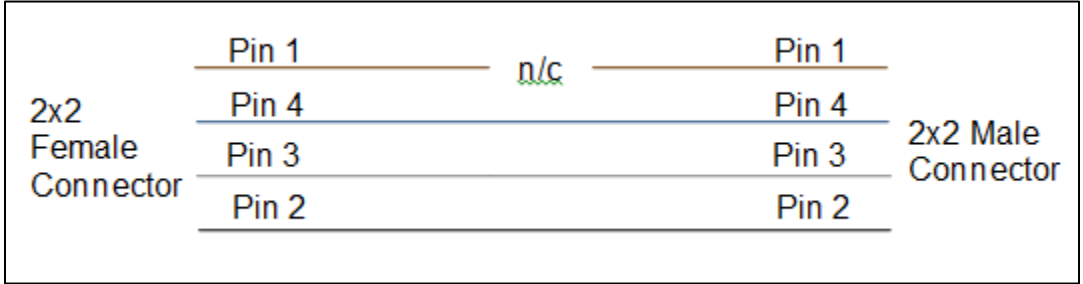 Pin 1
n/c
Pin 1
2x2
Female
Connector
Pin 4
Pin 4
Pin 3
Pin 3
Pin 2
Pin 2
2x2 Male
Connector